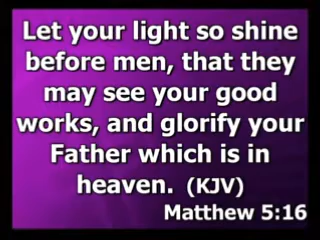 Let your light so shine
before men, that they
may see your good
works, and glorify your
Father which is in
heaven. (KJV)
Matthew 5:16